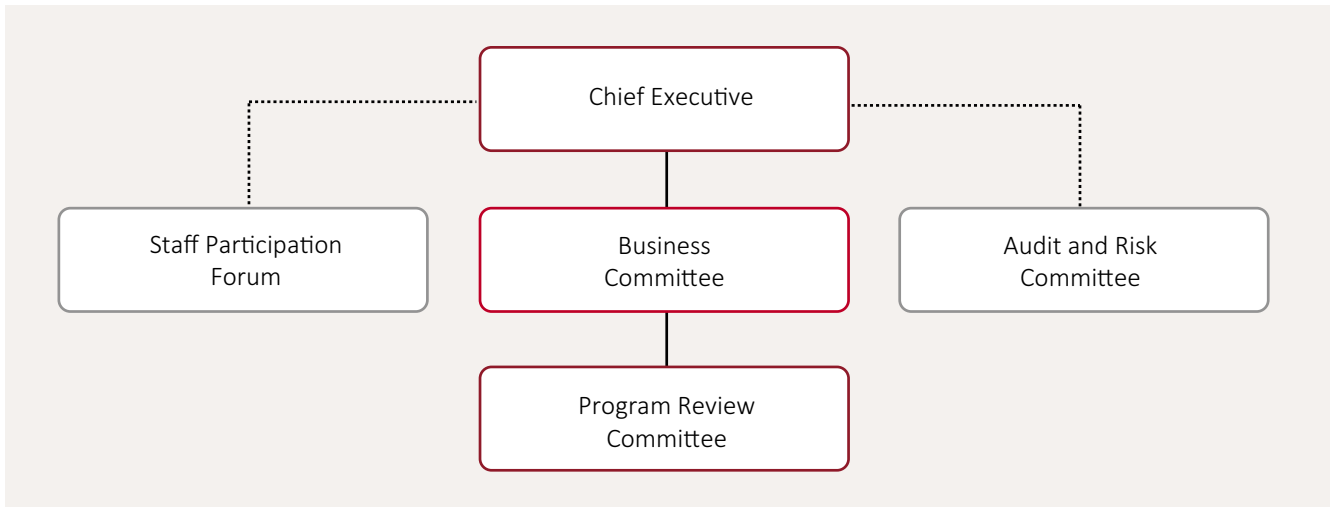 Chief Executive
Staff Participation
Forum
Business
Committee
Audit and Risk
Committee
Program Review
Committee